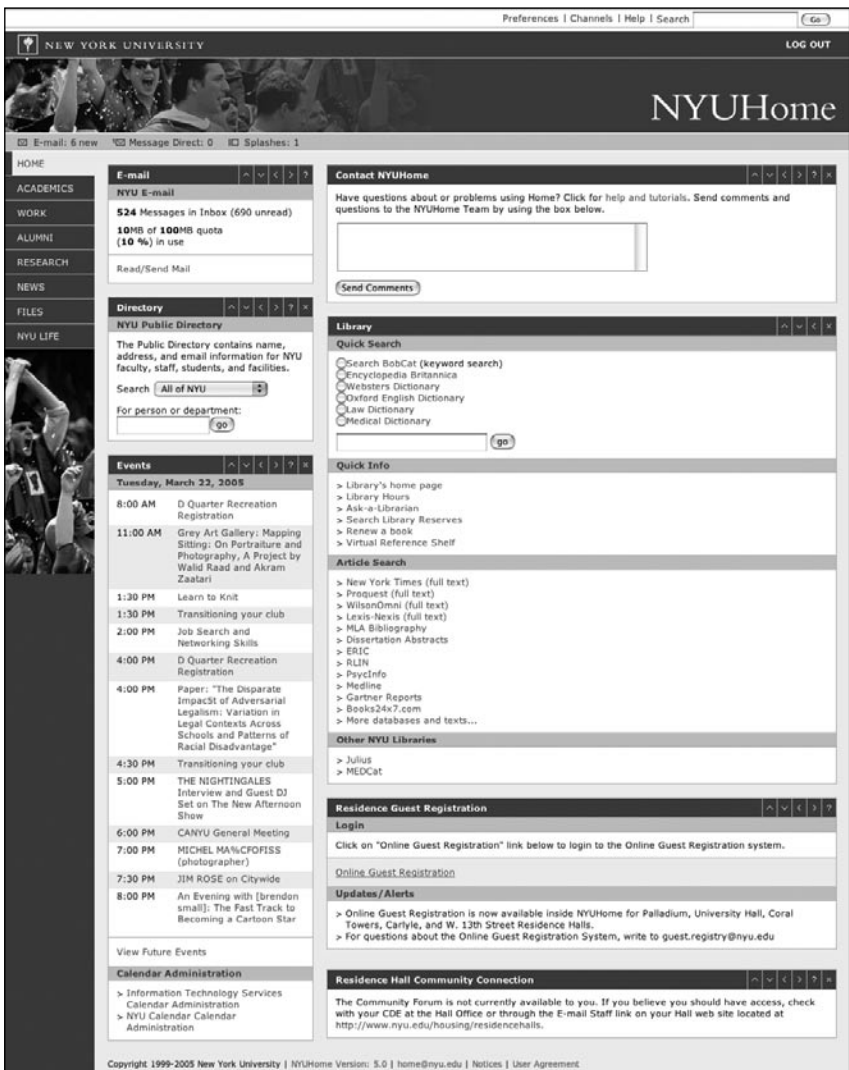 Preferences | Channels | Help | Search Go
NEW YORK UNIVERSITY LOG OUT
NYUHome
E-mail: 6 new Message Direct: 0 Splashes: 1
HOME
ACADEMICS
WORK
ALUMNI
RESEARCH
NEWS
FILES
NYU LIFE
E-mail ^ v < > ?
NYU E-mail
524 Messages in Inbox (690 unread)
10MB of 100MB quota
(10 %) in use
Read/Send Mail
Directory ^ v < > ? x
NYU Public Directory
The Public Directory contains name,
address, and email information for NYU
faculty, staff, students, and facilities.
Search All of NYU
For person or department:
go
Events ^ v < > ? x
Tuesday, March 22, 2005
8:00 AM D Quarter Recreation
Registration
11:00 AM Grey Art Gallery: Mapping
Sitting: On Portraiture and
Photography, A Project by
Walid Raad and Akram
Zaatari
1:30 PM Learn to Knit
1:30 PM Transitioning your club
2:00 PM Job Search and
Networking Skills
4:00 PM D Quarter Recreation
Registration
4:00 PM Paper: "The Disparate
Impac5t of Adversarial
Legalism: Variation in
Legal Contexts Across
Schools and Patterns of
Racial Disadvantage"
4:30 PM Transitioning your club
5:00 PM THE NIGHTINGALES
Interview and Guest DJ
Set on The New Afternoon
Show
6:00 PM CANYU General Meeting
7:00 PM MICHEL MA%CFOFISS
(photographer)
7:30 PM JIM ROSE on Citywide
8:00 PM An Evening with [brendon
small]: The Fast Track to
Becoming a Cartoon Star
View Future Events
Calendar Administration
> Information Technology Services
Calendar Administration
> NYU Calendar Calendar
Administration
Contact NYUHome ^ v < > ? x
Have questions about or problems using Home? Click for help and tutorials. Send comments and
questions to the NYUHome Team by using the box below.
Send Comments
Library ^ v < x
Quick Search
Search BobCat (keyword search)
Encyclopedia Britannica
Websters Dictionary
Oxford English Dictionary
Law Dictionary
Medical Dictionary
go
Quick Info
> Library's home page
> Library Hours
> Ask-a-Librarian
> Search Library Reserves
> Renew a book
> Virtual Reference Shelf
Article Search
> New York Times (full text)
> Proquest (full text)
> WilsonOmni (full text)
> Lexis-Nexis (full text)
> MLA Bibliography
> Dissertation Abstracts
> ERIC
> RLIN
> PsycInfo
> Medline
> Gartner Reports
> Books24x7.com
> More databases and texts...
Other NYU Libraries
> Julius
> MEDCat
Residence Guest Registration ^ v < > ?
Login
Click on "Online Guest Registration" link below to login to the Online Guest Registration system.
Online Guest Registration
Updates/Alerts
> Online Guest Registration is now available inside NYUHome for Palladium, University Hall, Coral
Towers, Carlyle, and W. 13th Street Residence Halls.
> For questions about the Online Guest Registration System, write to guest.registry@nyu.edu
Residence Hall Community Connection ^ v < > ? x
The Community Forum is not currently available to you. If you believe you should have access, check
with your CDE at the Hall Office or through the E-mail Staff link on your Hall web site located at
http://www.nyu.edu/housing/residencehalls.
Copyright 1999-2005 New York University | NYUHome Version: 5.0 | home@nyu.edu | Notices | User Agreement